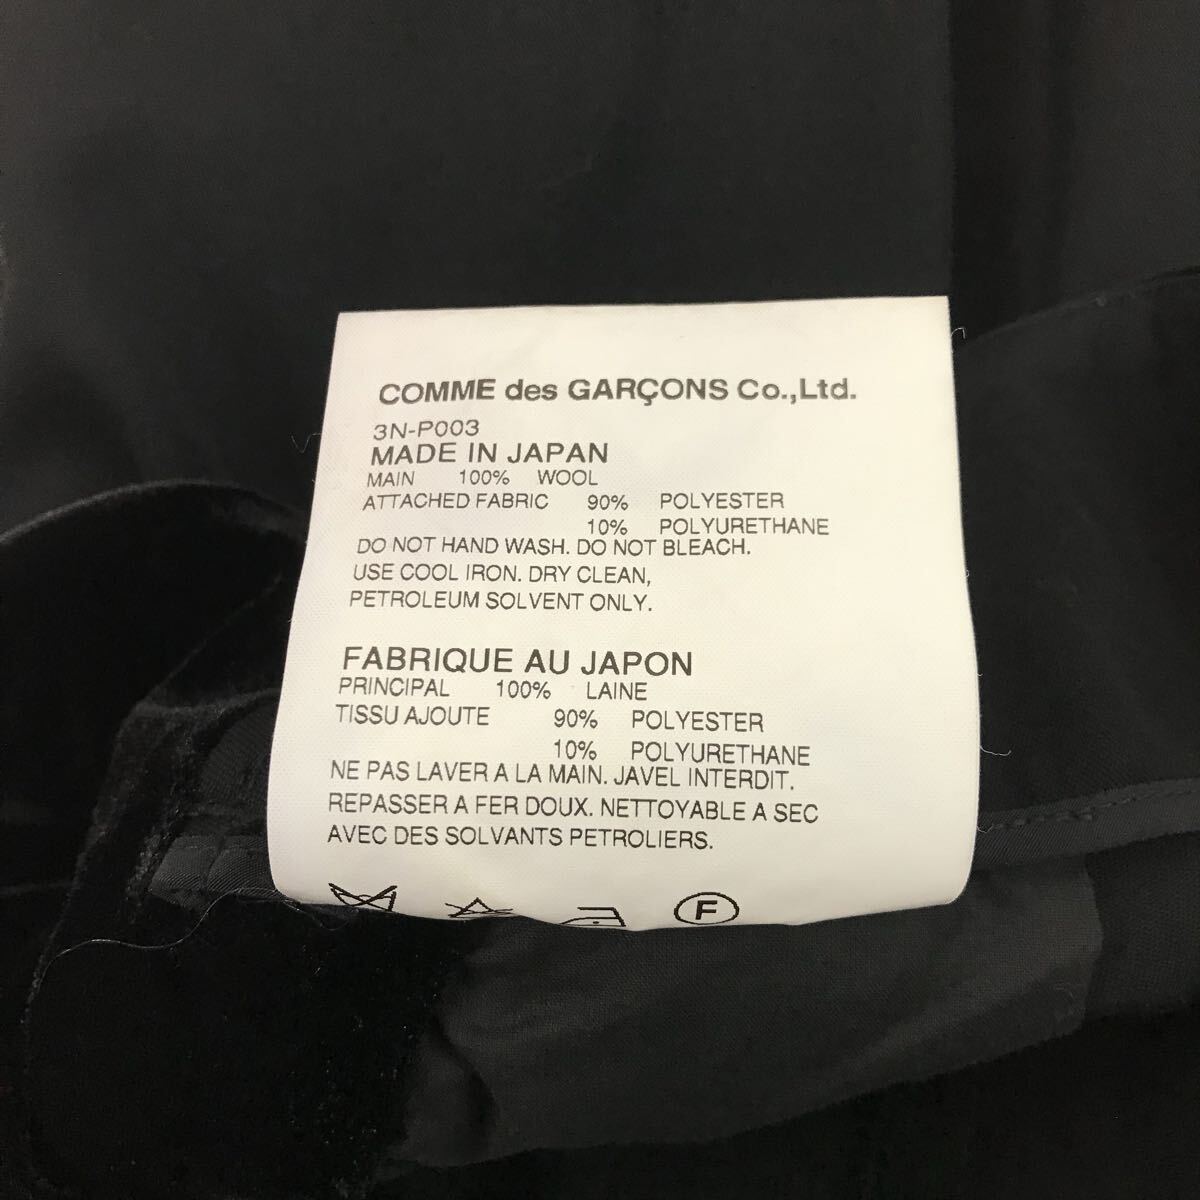 COMME des GARÇONS Co.,Ltd.
3N-P003
MADE IN JAPAN
MAIN 100% WOOL
ATTACHED FABRIC 90% POLYESTER
10% POLYURETHANE
DO NOT HAND WASH. DO NOT BLEACH.
USE COOL IRON. DRY CLEAN,
PETROLEUM SOLVENT ONLY.
FABRIQUE AU JAPON
PRINCIPAL 100% LAINE
TISSU AJOUTE 90% POLYESTER
10% POLYURETHANE
NE PAS LAVER A LA MAIN. JAVEL INTERDIT.
REPASSER A FER DOUX. NETTOYABLE A SEC
AVEC DES SOLVANTS PETROLIERS.
F